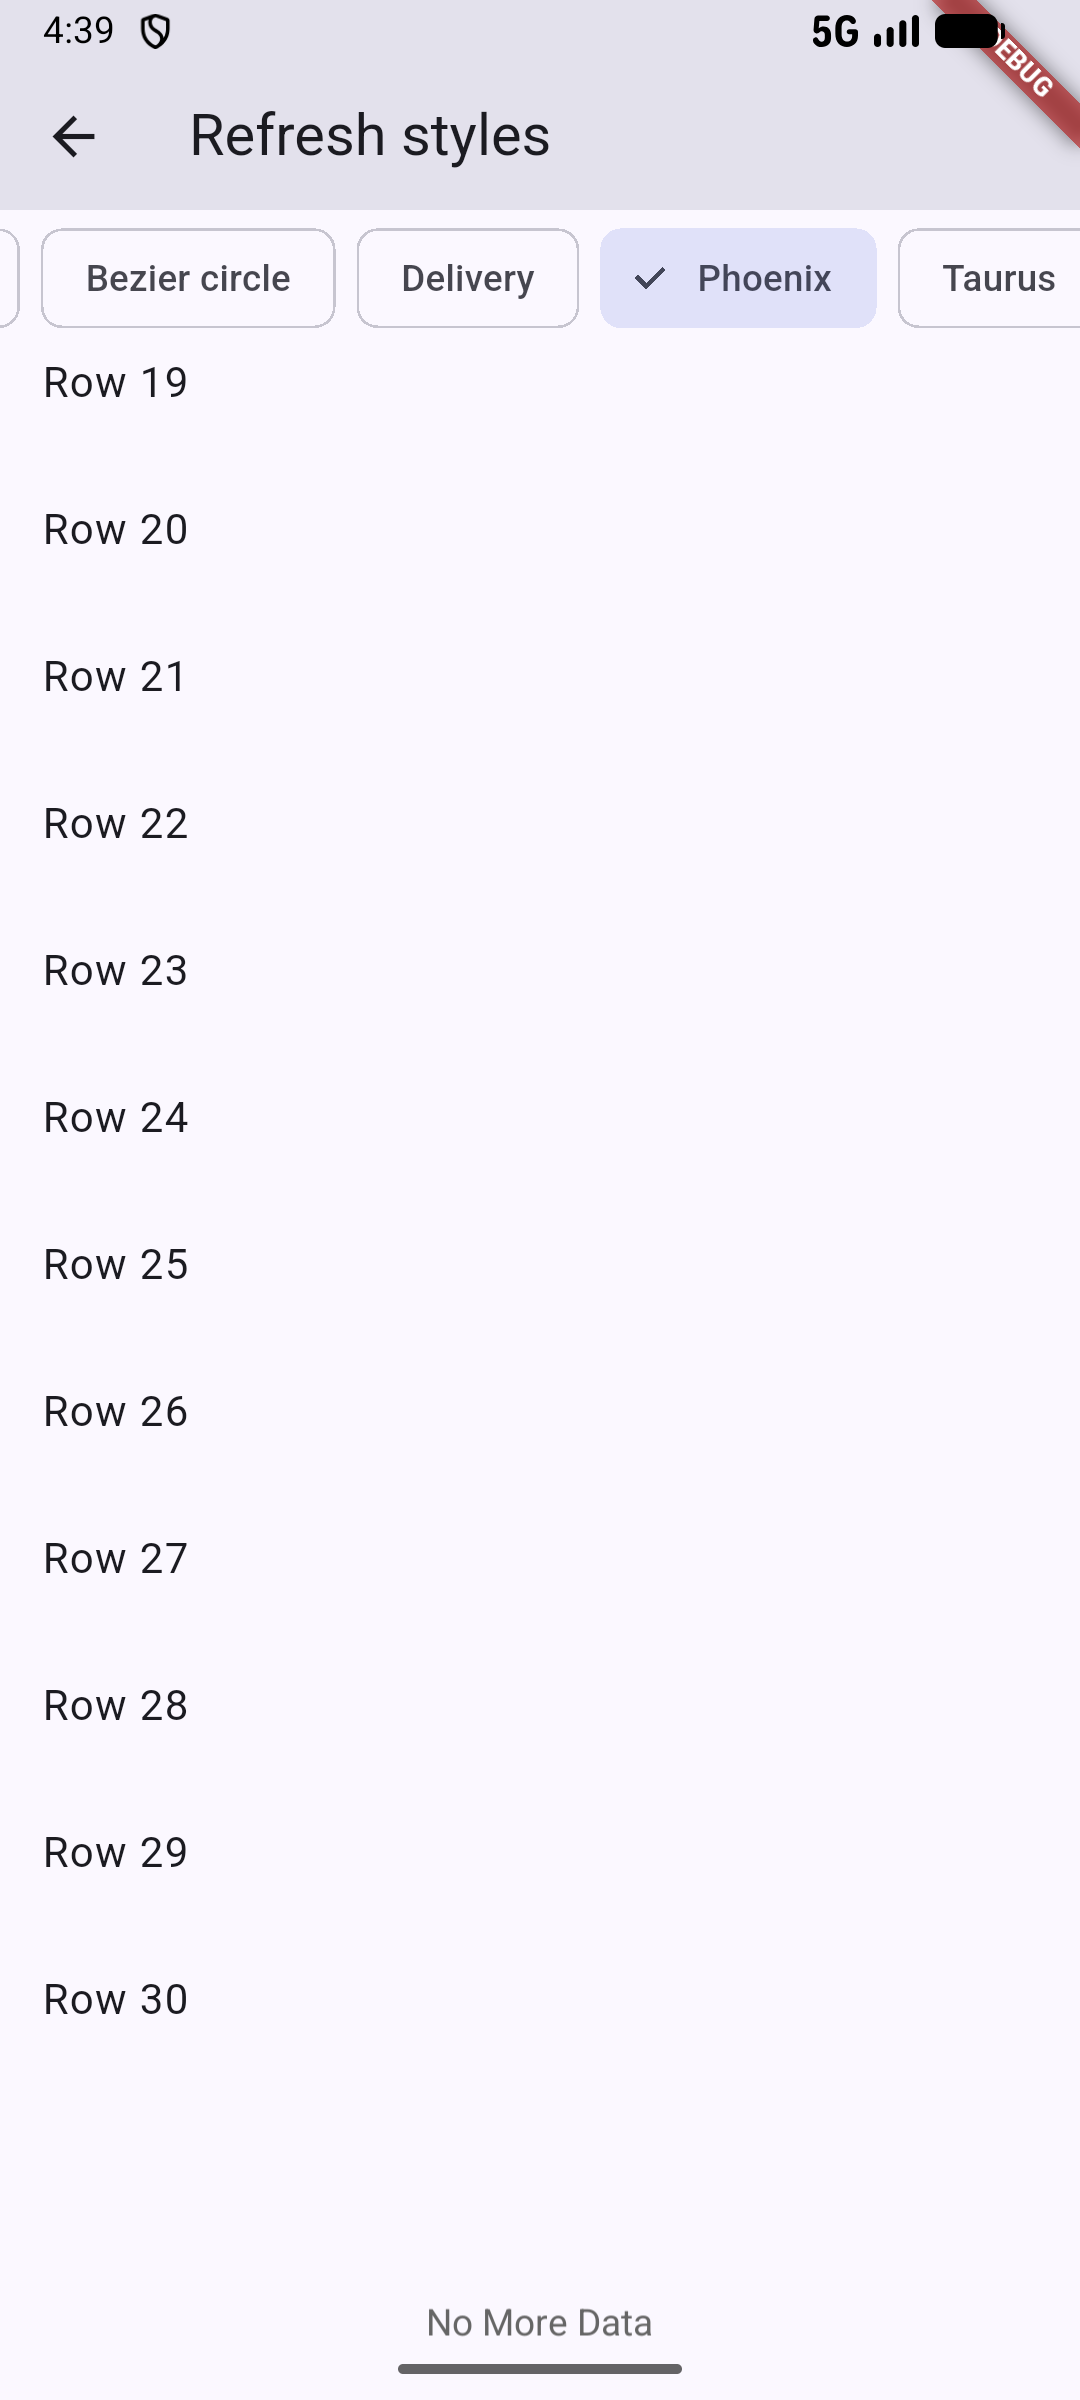 4:39
5G
Refresh styles
Bezier circle
Delivery
Phoenix
Taurus
Row 19
Row 20
Row 21
Row 22
Row 23
Row 24
Row 25
Row 26
Row 27
Row 28
Row 29
Row 30
No More Data